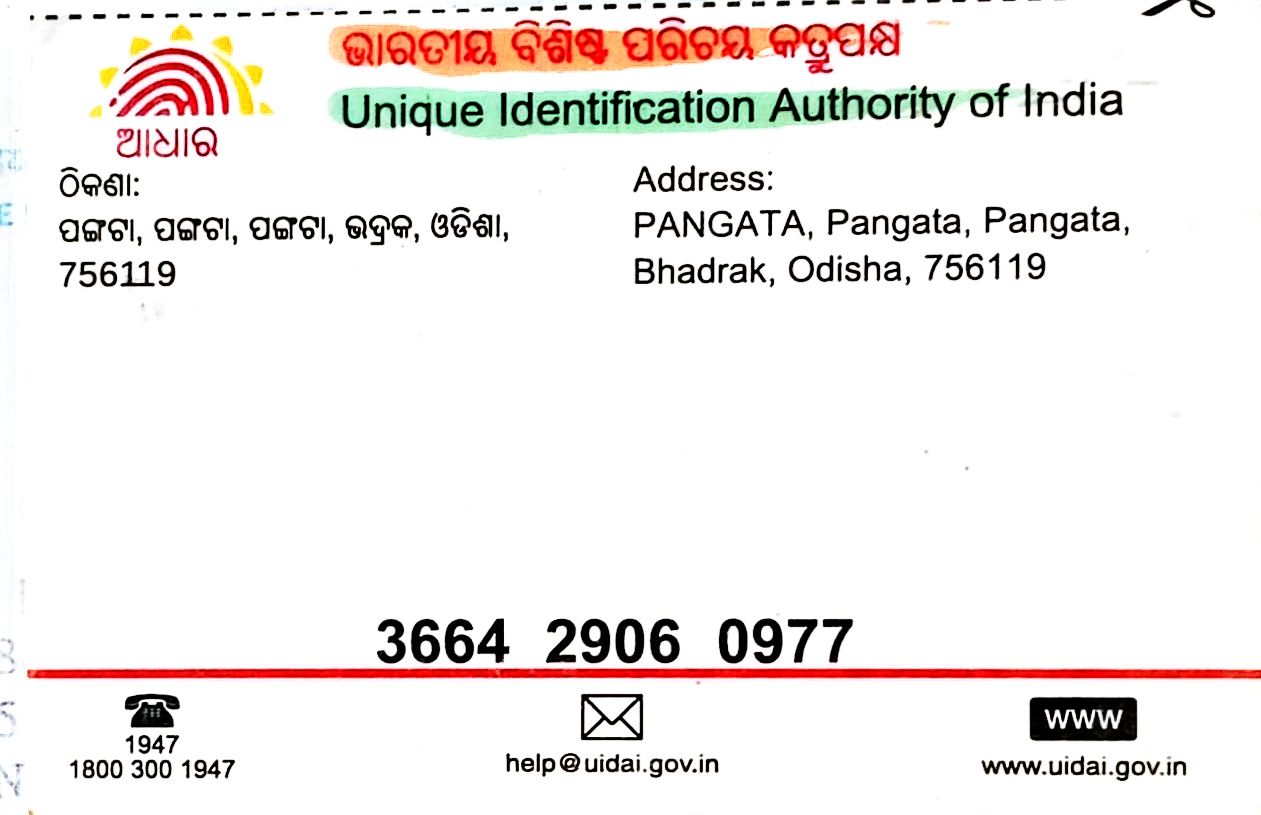 ଭାରତୀୟ ବିଶିଷ୍ଟ ପରିଚୟ କର୍ତ୍ତୃପକ୍ଷ
Unique Identification Authority of India
ଆଧାର
ଠିକଣା:
ପଙ୍ଗଟା, ପଙ୍ଗଟା, ପଙ୍ଗଟା, ଭଦ୍ରକ, ଓଡିଶା,
756119
Address:
PANGATA, Pangata, Pangata,
Bhadrak, Odisha, 756119
3664 2906 0977
1947
1800 300 1947
help@uidai.gov.in
www
www.uidai.gov.in